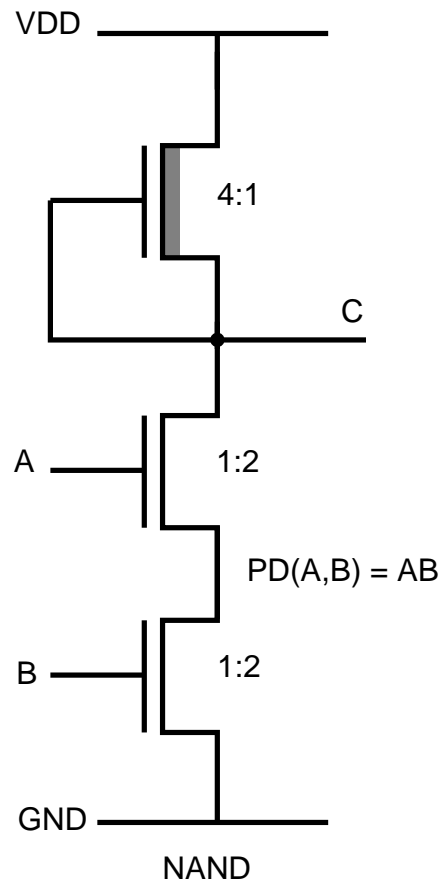 VDD
4:1
C
A
1:2
PD(A,B) = AB
B
1:2
GND
NAND